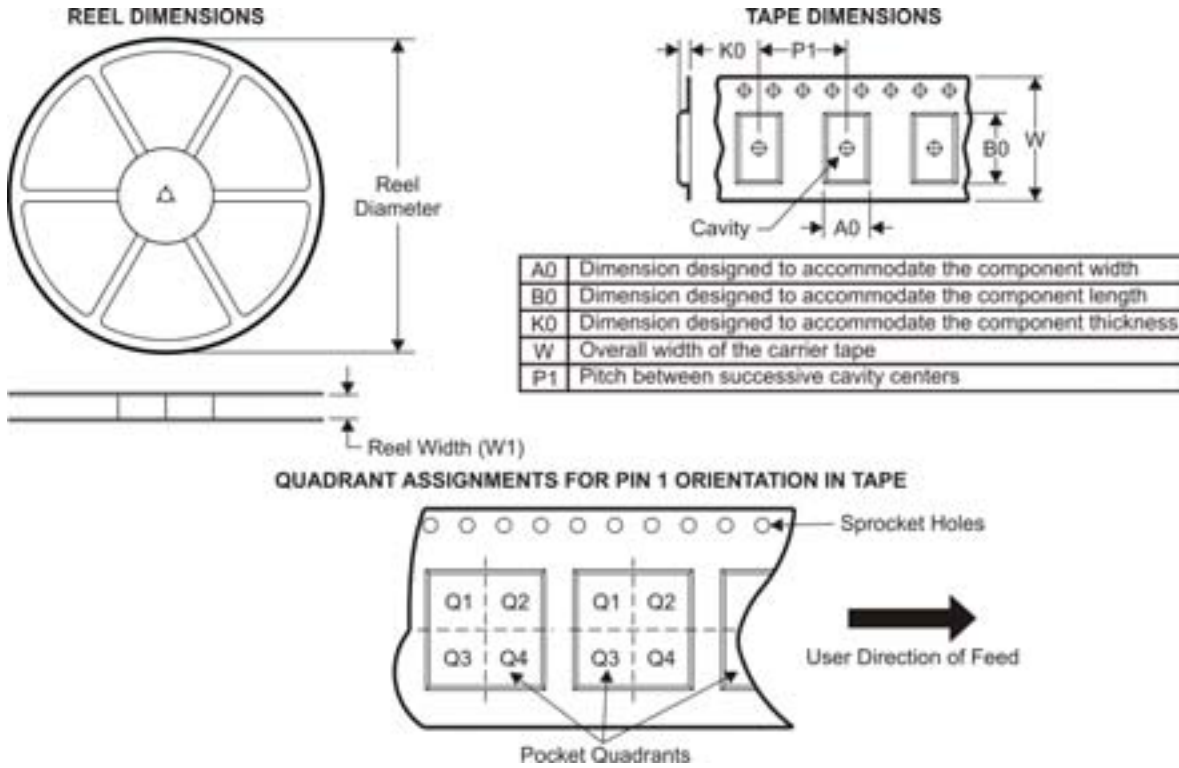 REEL DIMENSIONS
Reel
Diameter
Reel Width (W1)
TAPE DIMENSIONS
K0
P1
B0
W
Cavity
A0
A0 Dimension designed to accommodate the component width
B0 Dimension designed to accommodate the component length
K0 Dimension designed to accommodate the component thickness
W Overall width of the carrier tape
P1 Pitch between successive cavity centers
QUADRANT ASSIGNMENTS FOR PIN 1 ORIENTATION IN TAPE
Sprocket Holes
Q1 Q2 Q1 Q2
Q3 Q4 Q3 Q4
User Direction of Feed
Pocket Quadrants